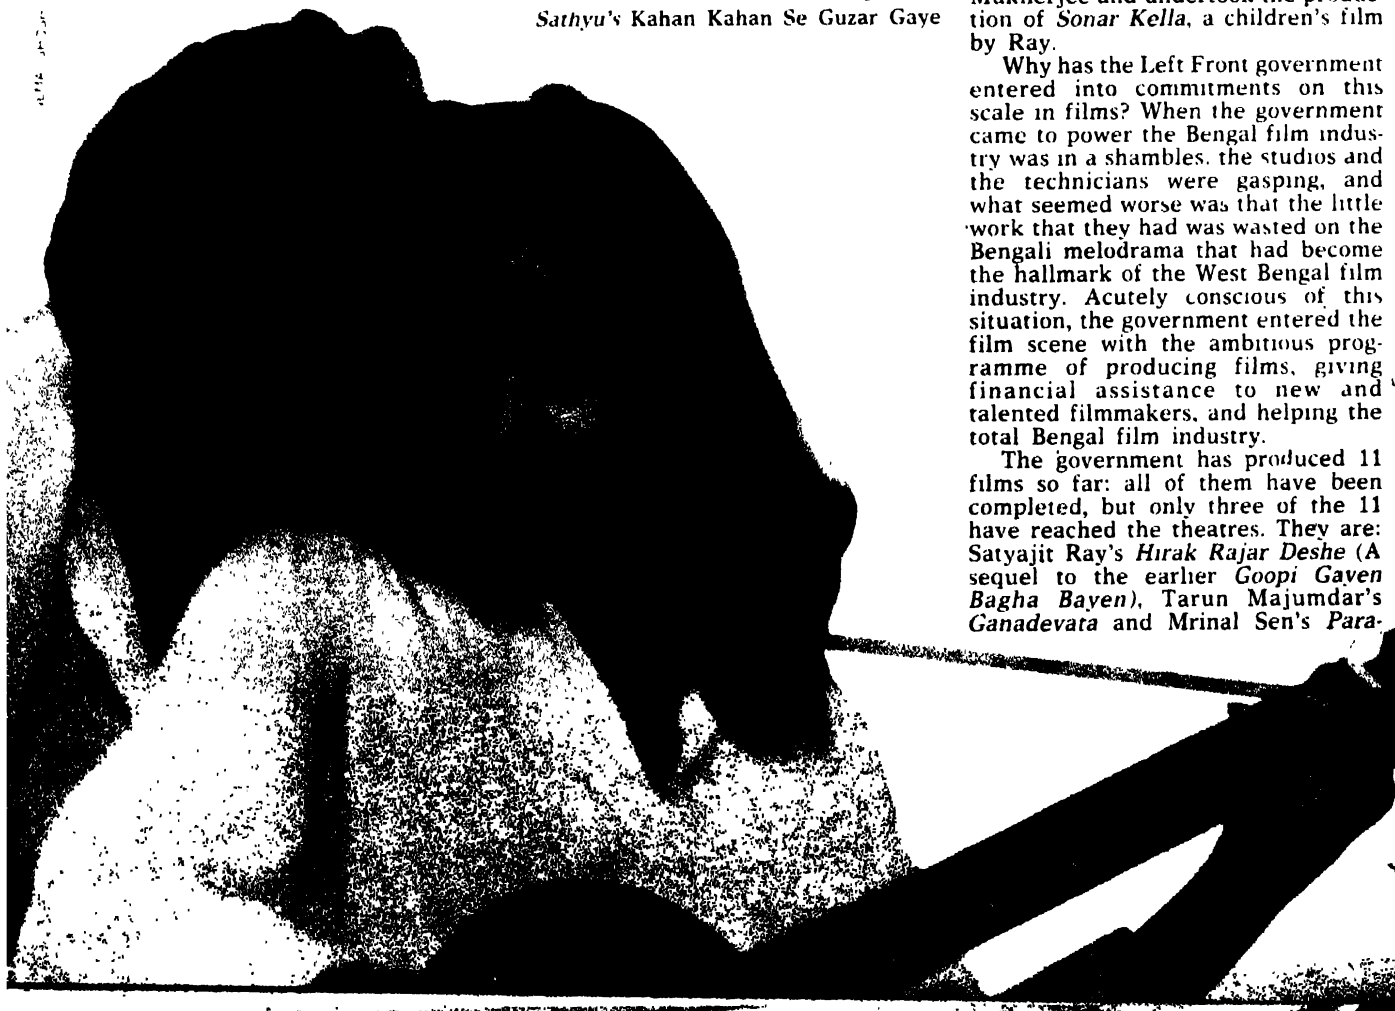 Sathyu's Kahan Kahan Se Guzar Gaye
tion of Sonar Kella, a children's film
by Ray.
Why has the Left Front government
entered into commitments on this
scale in films? When the government
came to power the Bengal film indus-
try was in a shambles. the studios and
the technicians were gasping, and
what seemed worse was that the little
work that they had was wasted on the
Bengali melodrama that had become
the hallmark of the West Bengal film
industry. Acutely conscious of this
situation, the government entered the
film scene with the ambitious prog-
ramme of producing films, giving
financial assistance to new and
talented filmmakers. and helping the
total Bengal film industry.
The government has produced 11
films so far: all of them have been
completed, but only three of the 11
have reached the theatres. They are:
Satyajit Ray's Hirak Rajar Deshe (A
sequel to the earlier Goopi Gayen
Bagha Bayen), Tarun Majumdar's
Ganadevata and Mrinal Sen's Para-